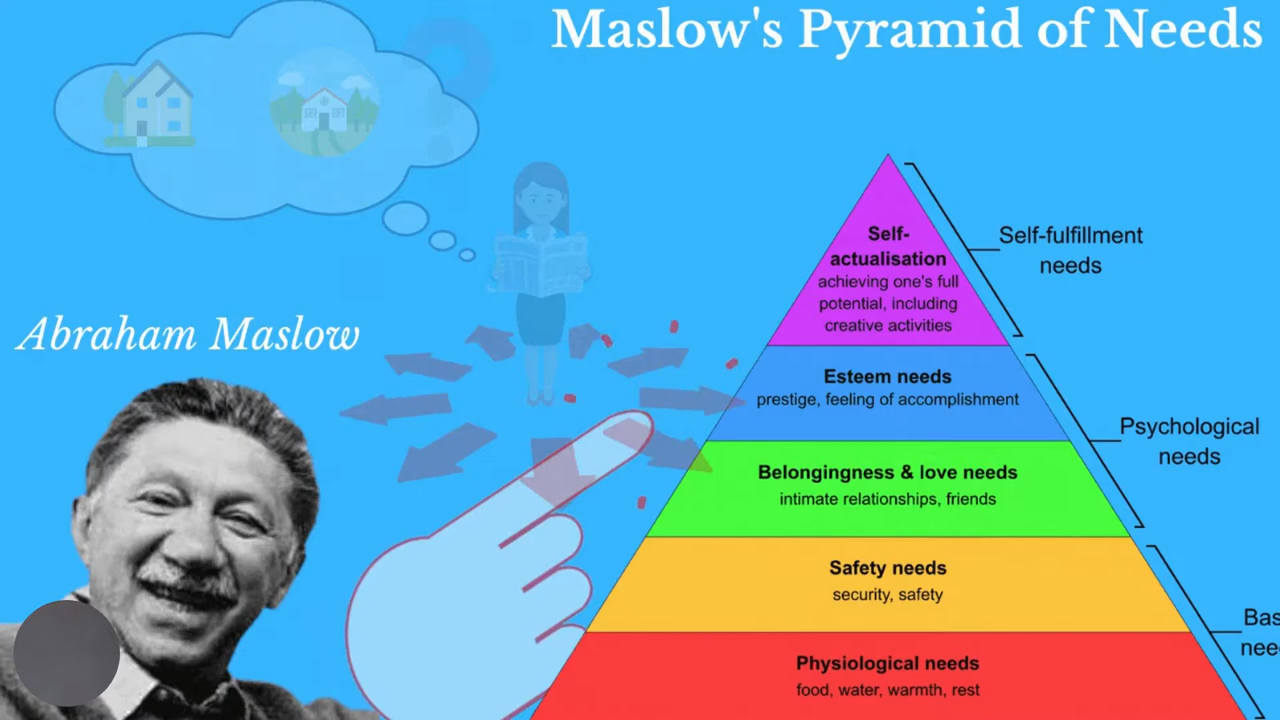 Maslow's Pyramid of Needs
Abraham Maslow
Self-
actualisation
achieving one's full
potential, including
creative activities
Self-fulfillment
needs
Esteem needs
prestige, feeling of accomplishment
Psychological
needs
Belongingness & love needs
intimate relationships, friends
Safety needs
security, safety
Bas
nee
Physiological needs
food, water, warmth, rest